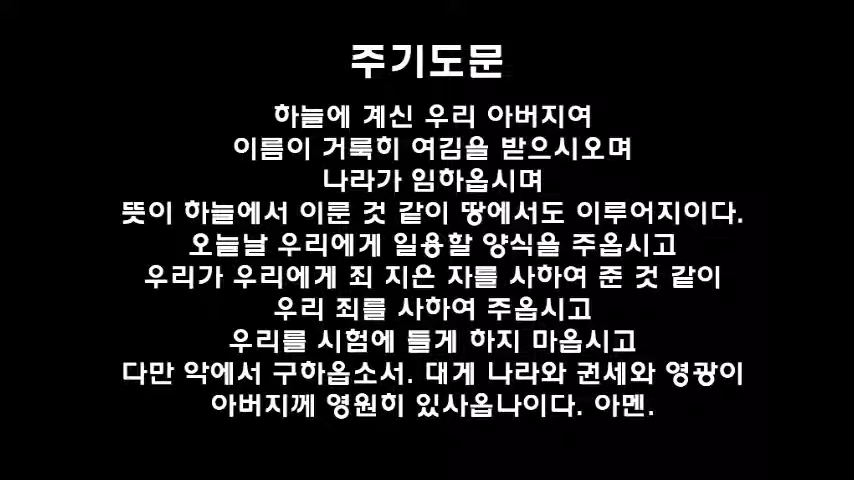 주기도문
하늘에 계신 우리 아버지여
이름이 거룩히 여김을 받으시오며
나라가 임하옵시며
뜻이 하늘에서 이룬 것 같이 땅에서도 이루어지이다.
오늘날 우리에게 일용할 양식을 주옵시고
우리가 우리에게 죄 지은 자를 사하여 준 것 같이
우리 죄를 사하여 주옵시고
우리를 시험에 들게 하지 마옵시고
다만 악에서 구하옵소서. 대게 나라와 권세와 영광이
아버지께 영원히 있사옵나이다. 아멘.